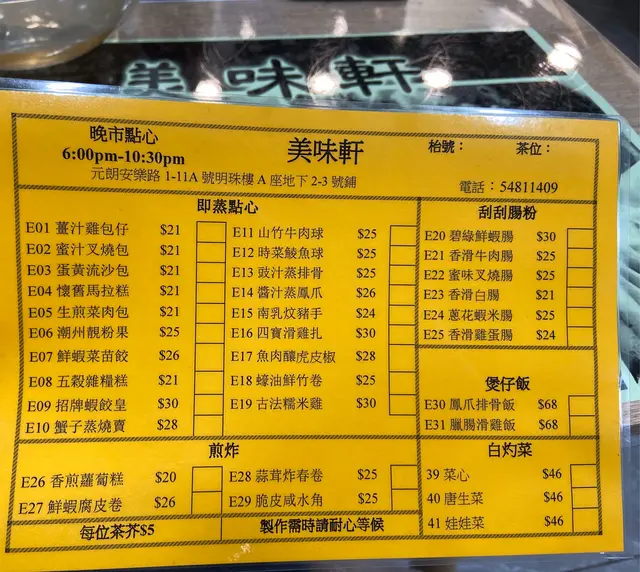 美味軒
晚市點心
6:00pm-10:30pm
美味軒
枱號：
茶位：
元朗安樂路 1-11A 號明珠樓 A 座地下 2-3 號鋪
電話：54811409
即蒸點心
E01 薑汁雞包仔 $21
E02 蜜汁叉燒包 $21
E03 蛋黃流沙包 $21
E04 懷舊馬拉糕 $21
E05 生煎菜肉包 $21
E06 潮州靚粉果 $25
E07 鮮蝦菜苗餃 $26
E08 五穀雜糧糕 $21
E09 招牌蝦餃皇 $30
E10 蟹子蒸燒賣 $28
E11 山竹牛肉球 $25
E12 時菜鯪魚球 $25
E13 豉汁蒸排骨 $25
E14 醬汁蒸鳳爪 $26
E15 南乳炆豬手 $24
E16 四寶滑雞扎 $30
E17 魚肉釀虎皮椒 $28
E18 蠔油鮮竹卷 $25
E19 古法糯米雞 $30
刮刮腸粉
E20 碧綠鮮蝦腸 $30
E21 香滑牛肉腸 $25
E22 蜜味叉燒腸 $25
E23 香滑白腸 $21
E24 蔥花蝦米腸 $25
E25 香滑雞蛋腸 $24
煲仔飯
E30 鳳爪排骨飯 $68
E31 臘腸滑雞飯 $68
煎炸
E26 香煎蘿蔔糕 $20
E27 鮮蝦腐皮卷 $26
E28 蒜茸炸春卷 $25
E29 脆皮咸水角 $25
白灼菜
39 菜心 $46
40 唐生菜 $46
41 娃娃菜 $46
每位茶芥$5
製作需時請耐心等候